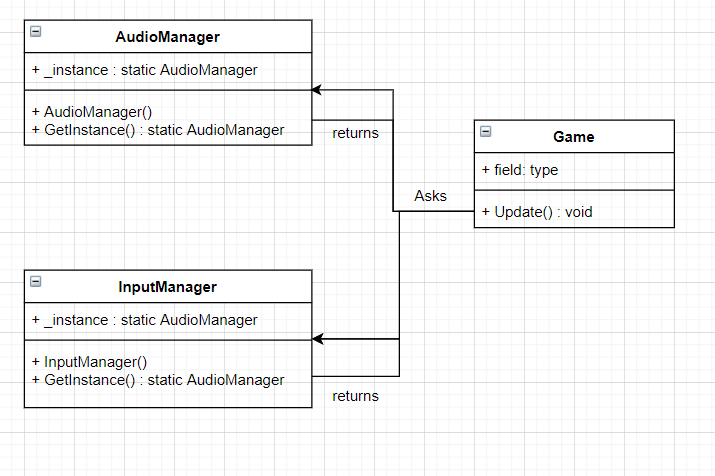 AudioManager
+ _instance : static AudioManager
+ AudioManager()
+ GetInstance() : static AudioManager
returns
Game
+ field: type
+ Update() : void
Asks
InputManager
+ _instance : static AudioManager
+ InputManager()
+ GetInstance() : static AudioManager
returns